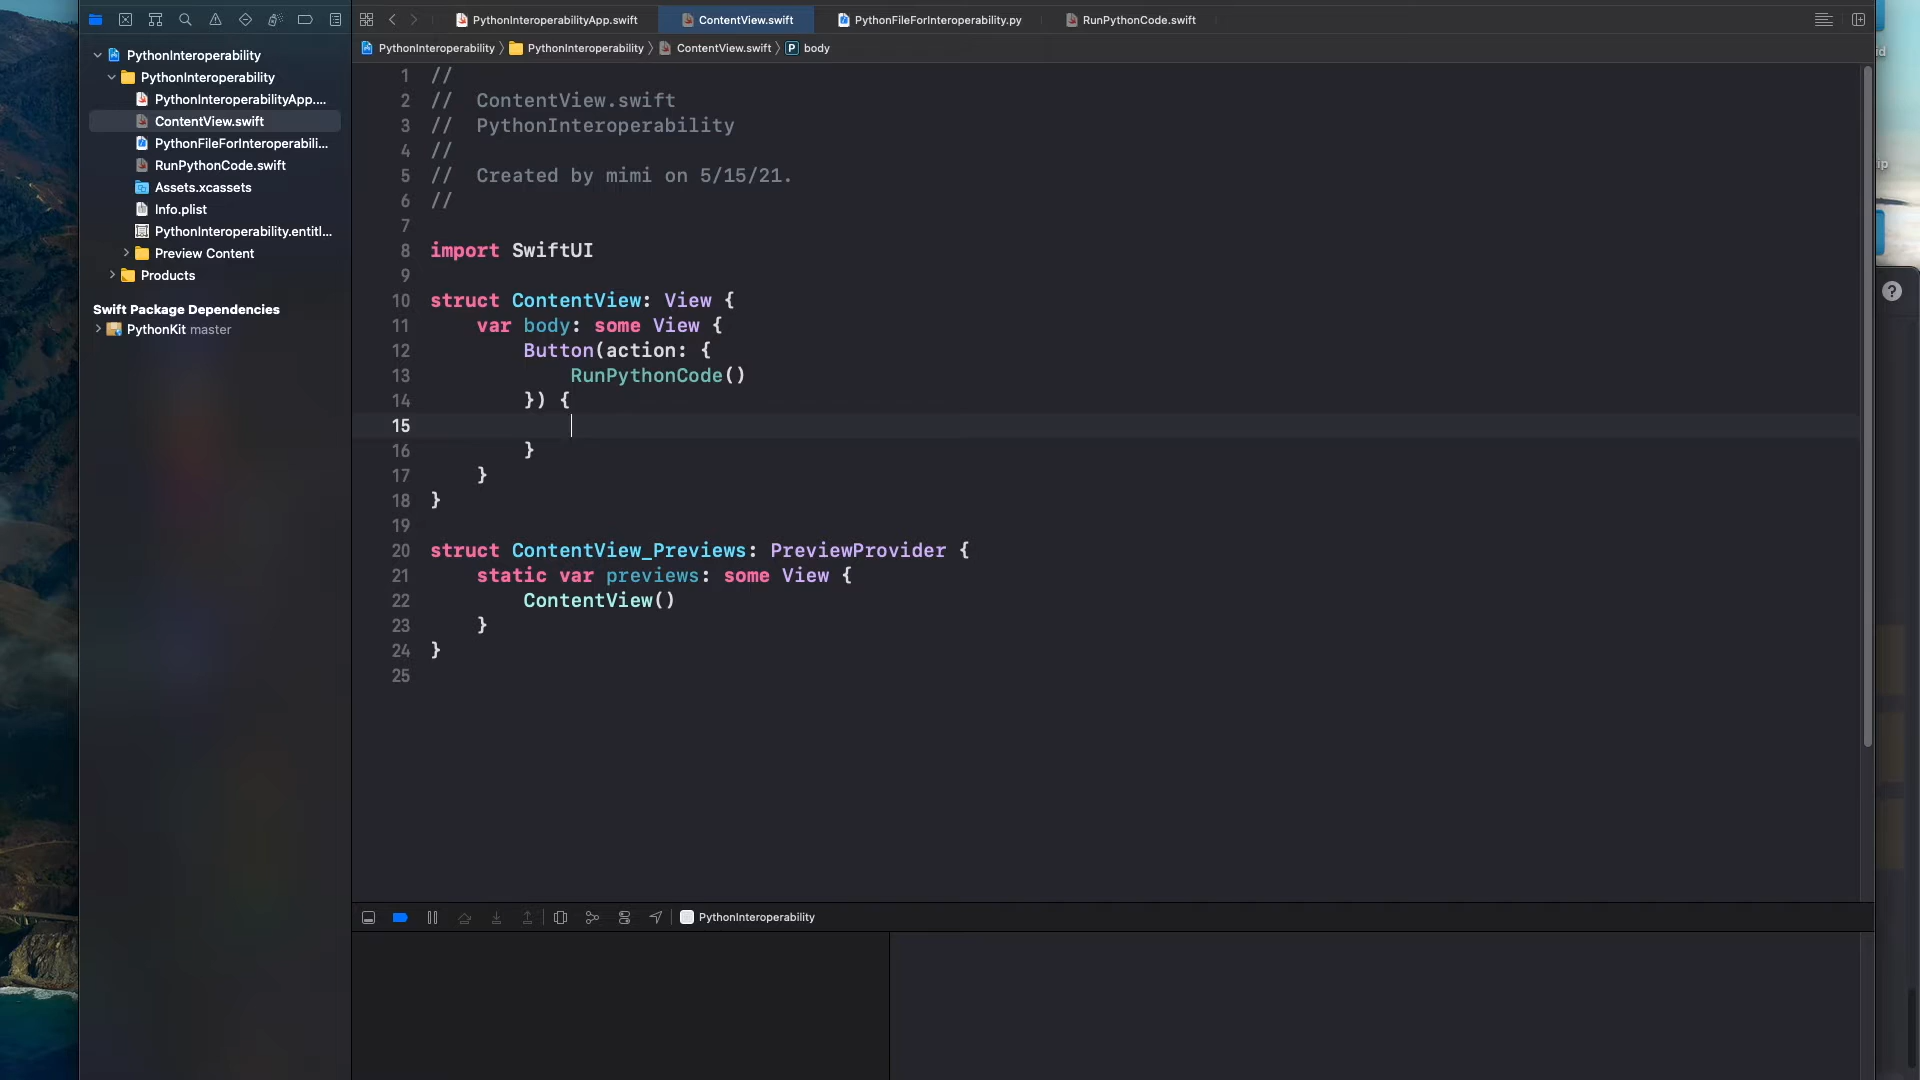 PythonInteroperabilityApp.swift
ContentView.swift
PythonFileForInteroperability.py
RunPythonCode.swift
PythonInteroperability
PythonInteroperability
PythonInteroperabilityApp....
ContentView.swift
PythonFileForInteroperabili...
RunPythonCode.swift
Assets.xcassets
Info.plist
PythonInteroperability.entitl...
Preview Content
Products
Swift Package Dependencies
PythonKit master
PythonInteroperability 〉 PythonInteroperability 〉 ContentView.swift 〉 P body
1 //
2 //  ContentView.swift
3 //  PythonInteroperability
4 //
5 //  Created by mimi on 5/15/21.
6 //
7
8 import SwiftUI
9
10 struct ContentView: View {
11     var body: some View {
12         Button(action: {
13             RunPythonCode()
14         }) {
15
16         }
17     }
18 }
19
20 struct ContentView_Previews: PreviewProvider {
21     static var previews: some View {
22         ContentView()
23     }
24 }
25
PythonInteroperability
id
ip
?